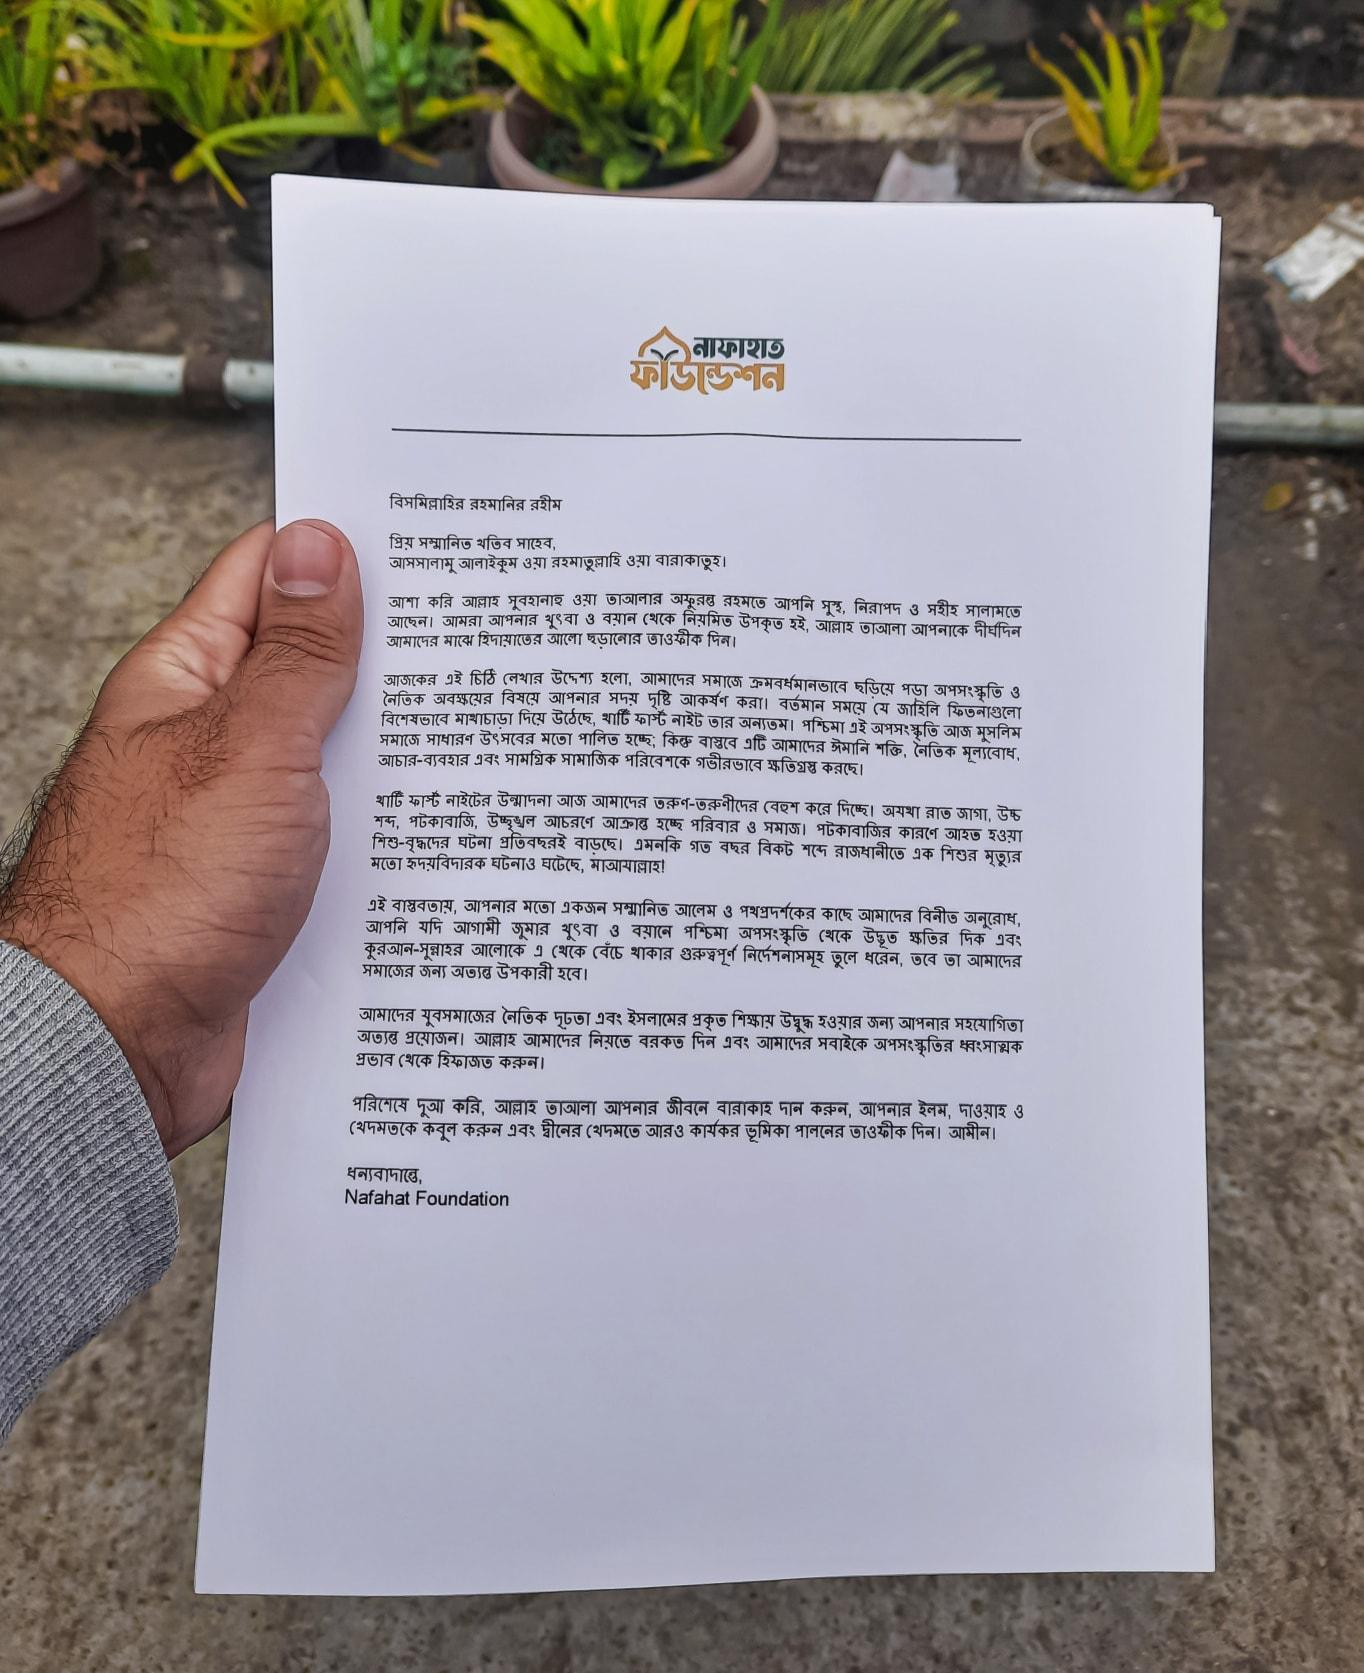 নাফাহাত
ফাউন্ডেশন
বিসমিল্লাহির রহমানির রহীম
প্রিয় সম্মানিত খতিব সাহেব,
আসসালামু আলাইকুম ওয়া রহমাতুল্লাহি ওয়া বারাকাতুহ।
আশা করি আল্লাহ সুবহানাহু ওয়া তাআলার অফুরন্ত রহমতে আপনি সুস্থ, নিরাপদ ও সহীহ সালামতে
আছেন। আমরা আপনার খুৎবা ও বয়ান থেকে নিয়মিত উপকৃত হই, আল্লাহ তাআলা আপনাকে দীর্ঘদিন
আমাদের মাঝে হিদায়াতের আলো ছড়ানোর তাওফীক দিন।
আজকের এই চিঠি লেখার উদ্দেশ্য হলো, আমাদের সমাজে ক্রমবর্ধমানভাবে ছড়িয়ে পড়া অপসংস্কৃতি ও
নৈতিক অবক্ষয়ের বিষয়ে আপনার সদয় দৃষ্টি আকর্ষণ করা। বর্তমান সময়ে যে জাহিলি ফিতনাগুলো
বিশেষভাবে মাথাচাড়া দিয়ে উঠেছে, থার্টি ফার্স্ট নাইট তার অন্যতম। পশ্চিমা এই অপসংস্কৃতি আজ মুসলিম
সমাজে সাধারণ উৎসবের মতো পালিত হচ্ছে; কিন্তু বাস্তবে এটি আমাদের ঈমানি শক্তি, নৈতিক মূল্যবোধ,
আচার-ব্যবহার এবং সামগ্রিক সামাজিক পরিবেশকে গভীরভাবে ক্ষতিগ্রস্ত করছে।
থার্টি ফার্স্ট নাইটের উন্মাদনা আজ আমাদের তরুণ-তরুণীদের বেহুশ করে দিচ্ছে। অযথা রাত জাগা, উচ্চ
শব্দ, পটকাবাজি, উচ্ছৃঙ্খল আচরণে আক্রান্ত হচ্ছে পরিবার ও সমাজ। পটকাবাজির কারণে আহত হওয়া
শিশু-বৃদ্ধদের ঘটনা প্রতিবছরই বাড়ছে। এমনকি গত বছর বিকট শব্দে রাজধানীতে এক শিশুর মৃত্যুর
মতো হৃদয়বিদারক ঘটনাও ঘটেছে, মাআযাল্লাহ!
এই বাস্তবতায়, আপনার মতো একজন সম্মানিত আলেম ও পথপ্রদর্শকের কাছে আমাদের বিনীত অনুরোধ,
আপনি যদি আগামী জুমার খুৎবা ও বয়ানে পশ্চিমা অপসংস্কৃতি থেকে উদ্ভূত ক্ষতির দিক এবং
কুরআন-সুন্নাহর আলোকে এ থেকে বেঁচে থাকার গুরুত্বপূর্ণ নির্দেশনাসমূহ তুলে ধরেন, তবে তা আমাদের
সমাজের জন্য অত্যন্ত উপকারী হবে।
আমাদের যুবসমাজের নৈতিক দৃঢতা এবং ইসলামের প্রকৃত শিক্ষায় উদ্বুদ্ধ হওয়ার জন্য আপনার সহযোগিতা
অত্যন্ত প্রয়োজন। আল্লাহ আমাদের নিয়তে বরকত দিন এবং আমাদের সবাইকে অপসংস্কৃতির ধ্বংসাত্মক
প্রভাব থেকে হিফাজত করুন।
পরিশেষে দুআ করি, আল্লাহ তাআলা আপনার জীবনে বারাকাহ দান করুন, আপনার ইলম, দাওয়াহ ও
খেদমতকে কবুল করুন এবং দ্বীনের খেদমতে আরও কার্যকর ভূমিকা পালনের তাওফীক দিন। আমীন।
ধন্যবাদান্তে,
Nafahat Foundation